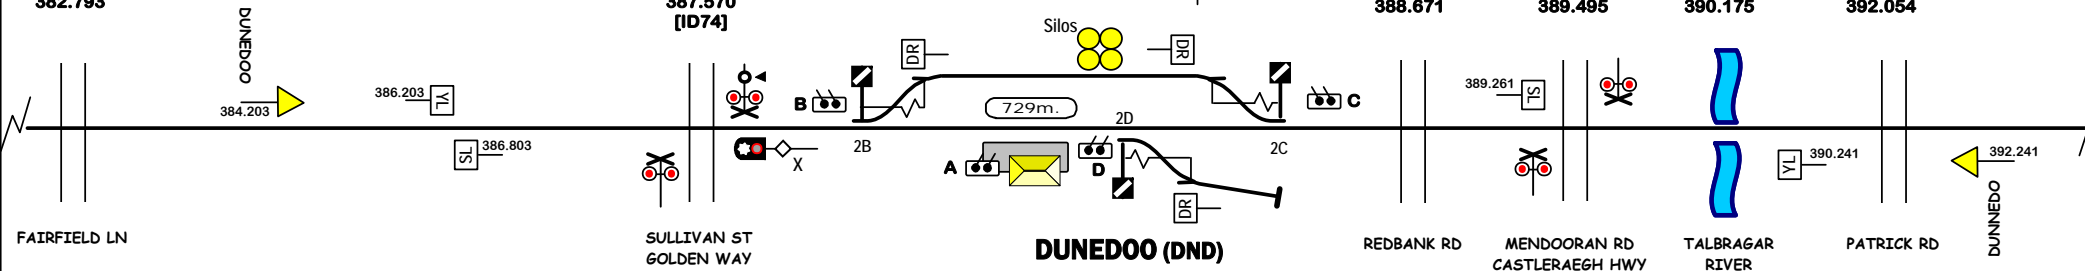 382.793
387.570
[ID74]
388.671
389.495
390.175
392.054
DUNEDOO
384.203
386.203
YL
SL
386.803
B
DR
Silos
DR
729m.
C
389.261
SL
X
2B
A
D
2D
2C
DR
YL
390.241
392.241
DUNNEDO
FAIRFIELD LN
SULLIVAN ST
GOLDEN WAY
DUNEDOO (DND)
REDBANK RD
MENDOORAN RD
CASTLERAEGH HWY
TALBRAGAR
RIVER
PATRICK RD